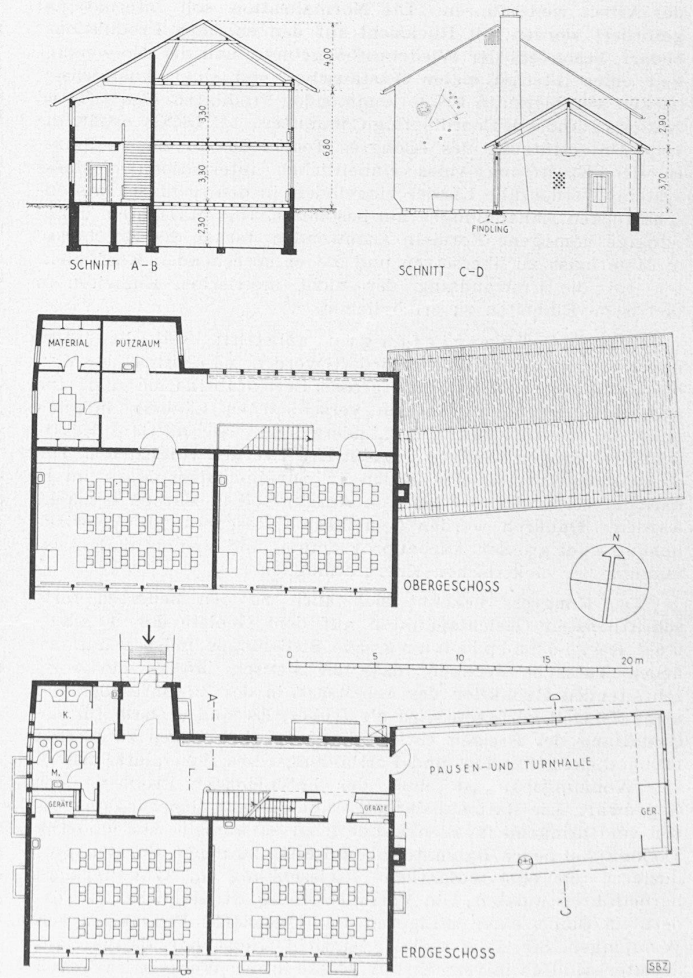 4,00
3,30
6,80
3,30
2,30
SCHNITT A-B
2,90
3,70
FINDLING
SCHNITT C-D
MATERIAL
PUTZRAUM
OBERGESCHOSS
N
0 5 10 15 20 m
K.
M.
GERÄTE
A
GERÄTE
D
PAUSEN- UND TURNHALLE
GER
C
B
ERDGESCHOSS
SBZ